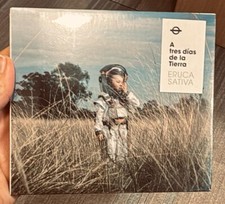 A
tres días
de la
Tierra
ERUCA
SATIVA